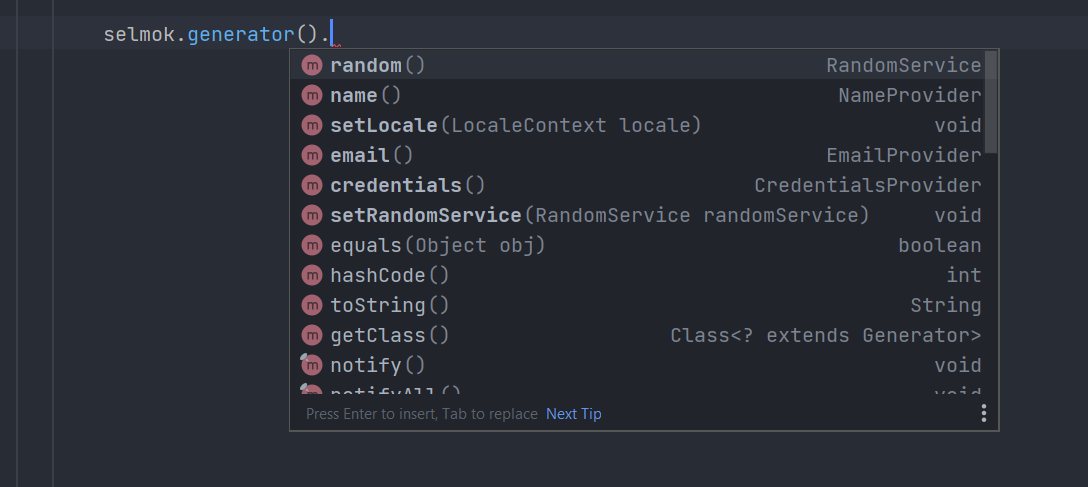 selmok.generator().
m random() RandomService
m name() NameProvider
m setLocale(LocaleContext locale) void
m email() EmailProvider
m credentials() CredentialsProvider
m setRandomService(RandomService randomService) void
m equals(Object obj) boolean
m hashCode() int
m toString() String
m getClass() Class<? extends Generator>
m notify() void
m notifyAll() void
Press Enter to insert, Tab to replace Next Tip